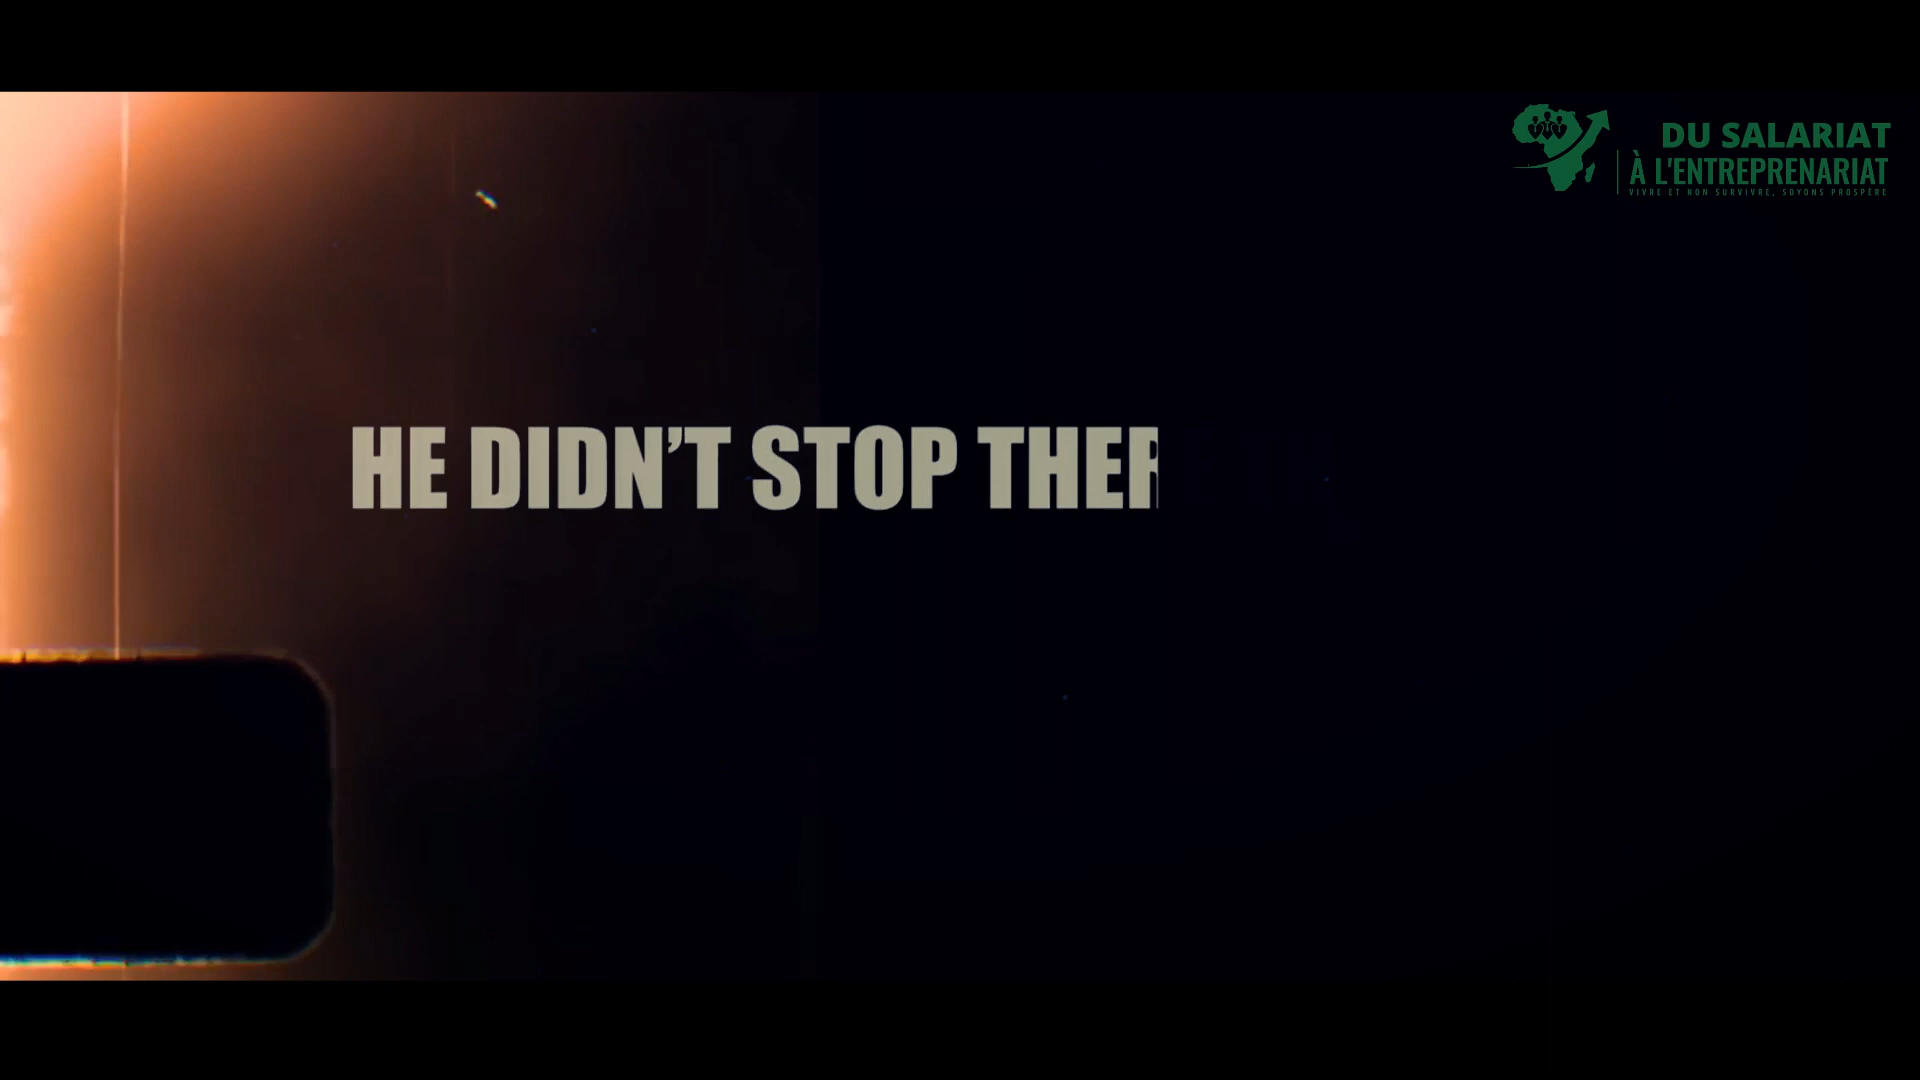 DU SALARIAT
À L'ENTREPRENARIAT
VIVRE ET NON SURVIVRE, SOYONS PROSPÈRE
HE DIDN'T STOP THER